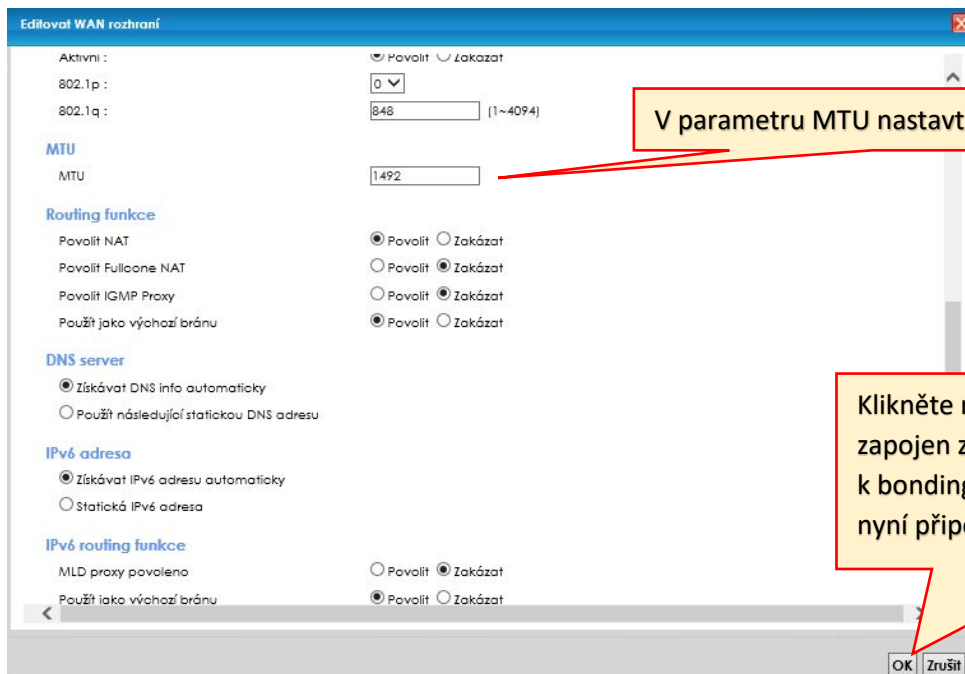 Editovat WAN rozhraní
Aktivní : Povolit Zakázat
802.1p : 0
802.1q : 848 (1~4094)
V parametru MTU nastavt
MTU
MTU 1492
Routing funkce
Povolit NAT Povolit Zakázat
Povolit Fullcone NAT Povolit Zakázat
Povolit IGMP Proxy Povolit Zakázat
Použít jako výchozí bránu Povolit Zakázat
DNS server
Získávat DNS info automaticky
Použít následující statickou DNS adresu
IPv6 adresa
Získávat IPv6 adresu automaticky
Statická IPv6 adresa
IPv6 routing funkce
MLD proxy povoleno Povolit Zakázat
Použít jako výchozí bránu Povolit Zakázat
Klikněte
zapojen
k bonding
nyní připo
OK Zrušit